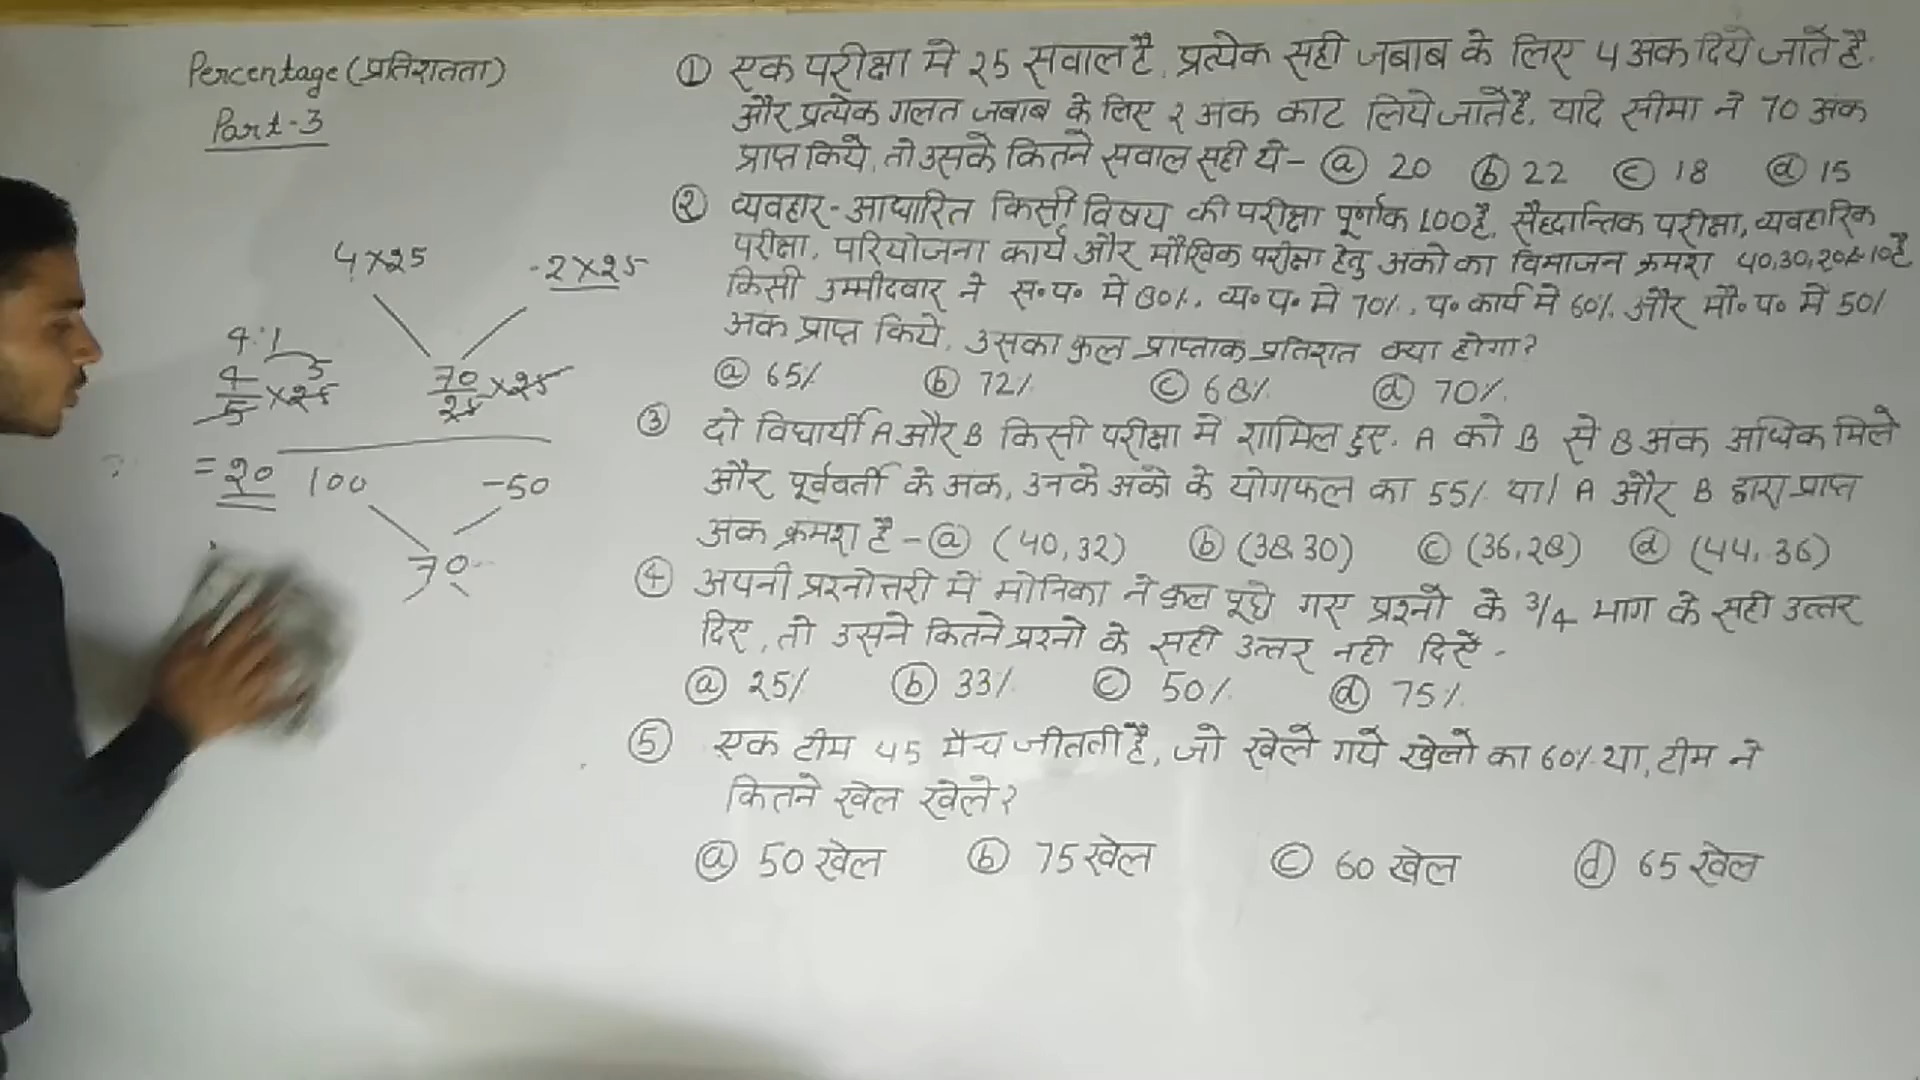 Percentage (प्रतिशतता)
Part-3
4×25 -2×25
4:1
4/5 ×25 70/25 ×25
= 20 100 -50
70
① एक परीक्षा मे 25 सवाल है, प्रत्येक सही जबाब के लिए 4 अंक दिये जाते है.
और प्रत्येक गलत जबाब के लिए 2 अंक काट लिये जाते है. यदि सीमा ने 70 अंक
प्राप्त किये, तो उसके कितने सवाल सही थे- ⓐ 20 ⓑ 22 ⓒ 18 ⓓ 15
② व्यवहार-आधारित किसी विषय की परीक्षा पूर्णांक 100 है, सैद्धान्तिक परीक्षा, व्यवहारिक
परीक्षा, परियोजना कार्य और मौखिक परीक्षा हेतु अंको का विभाजन क्रमश 40,30,20 & 10 है
किसी उम्मीदवार ने स॰प॰ मे 80%, व्य॰प॰ मे 70%, प॰ कार्य मे 60% और मौ॰प॰ मे 50%
अंक प्राप्त किये, उसका कुल प्राप्तांक प्रतिशत क्या होगा?
ⓐ 65% ⓑ 72% ⓒ 68% ⓓ 70%
③ दो विघार्यी A और B किसी परीक्षा मे शामिल हुए. A को B से 8 अंक अधिक मिले
और पूर्ववर्ती के अंक, उनके अंको के योगफल का 55% था। A और B द्वारा प्राप्त
अंक क्रमश है - ⓐ (40,32) ⓑ (38,30) ⓒ (36,28) ⓓ (44,36)
④ अपनी प्रश्नोत्तरी मे मोनिका ने कुल पूछे गए प्रश्नो के 3/4 भाग के सही उत्तर
दिए, तो उसने कितने प्रश्नो के सही उत्तर नही दिऐं -
ⓐ 25% ⓑ 33% ⓒ 50% ⓓ 75%
⑤ एक टीम 45 मैच जीतती है, जो खेले गये खेलो का 60% था, टीम ने
कितने खेल खेले?
ⓐ 50 खेल ⓑ 75 खेल ⓒ 60 खेल ⓓ 65 खेल